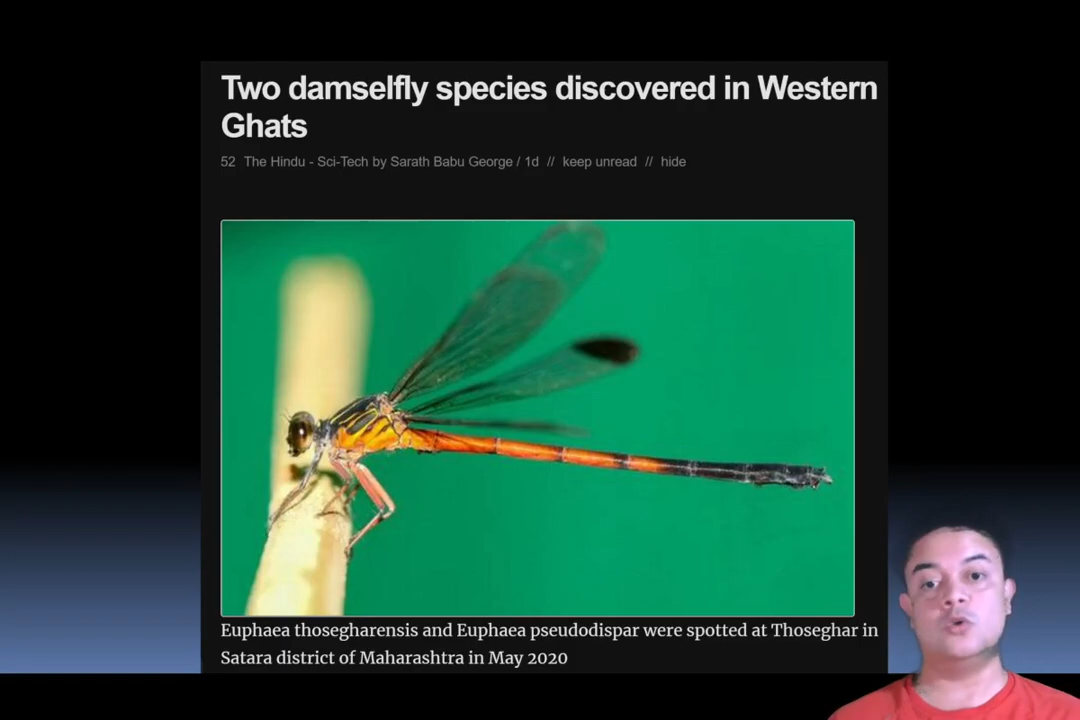 Two damselfly species discovered in Western
Ghats
52 The Hindu - Sci-Tech by Sarath Babu George / 1d // keep unread // hide
Euphaea thosegharensis and Euphaea pseudodispar were spotted at Thoseghar in
Satara district of Maharashtra in May 2020